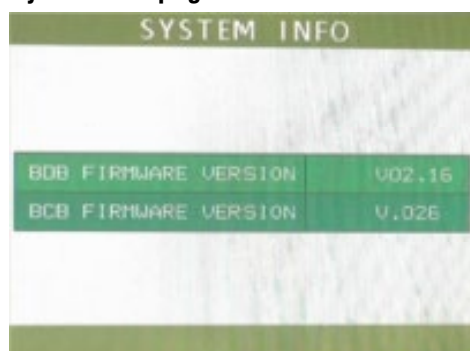 SYSTEM INFO
BDB FIRMWARE VERSION V02.16
BCB FIRMWARE VERSION V.026